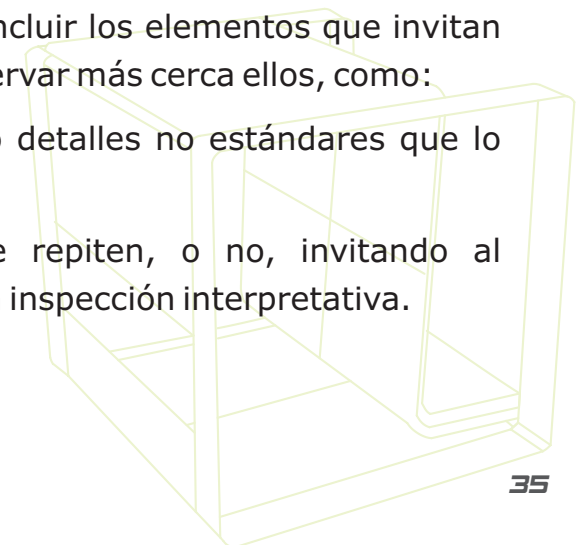 ncluir los elementos que invitan
ervar más cerca ellos, como:
o detalles no estándares que lo
e repiten, o no, invitando al
inspección interpretativa.
35